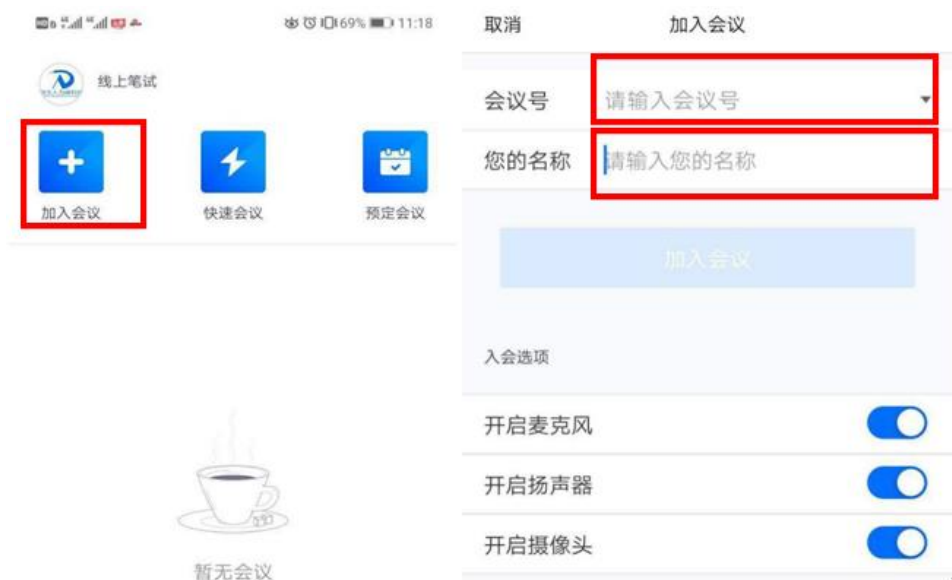 69% 11:18
线上笔试
加入会议
快速会议
预定会议
暂无会议
取消
加入会议
会议号
请输入会议号
您的名称
请输入您的名称
加入会议
入会选项
开启麦克风
开启扬声器
开启摄像头